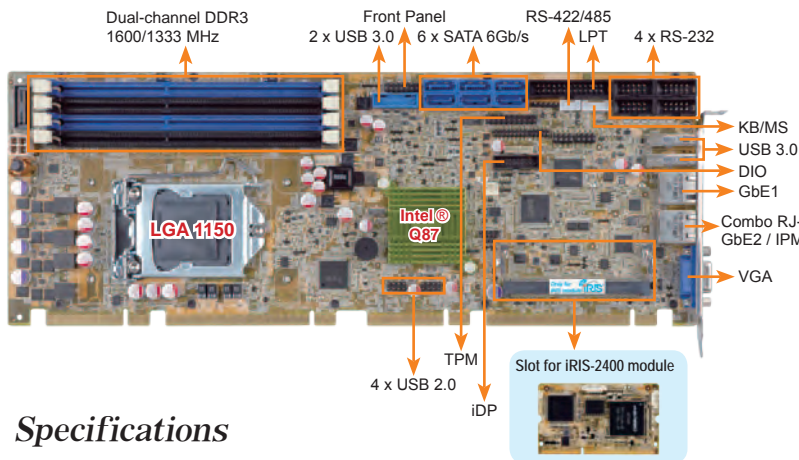 Dual-channel DDR3
1600/1333 MHz
Front Panel
2 x USB 3.0
6 x SATA 6Gb/s
RS-422/485
LPT
4 x RS-232
KB/MS
USB 3.0
DIO
GbE1
Combo RJ-
GbE2 / IPM
VGA
LGA 1150
Intel ®
Q87
iRIS
TPM
4 x USB 2.0
iDP
Slot for iRIS-2400 module
Specifications